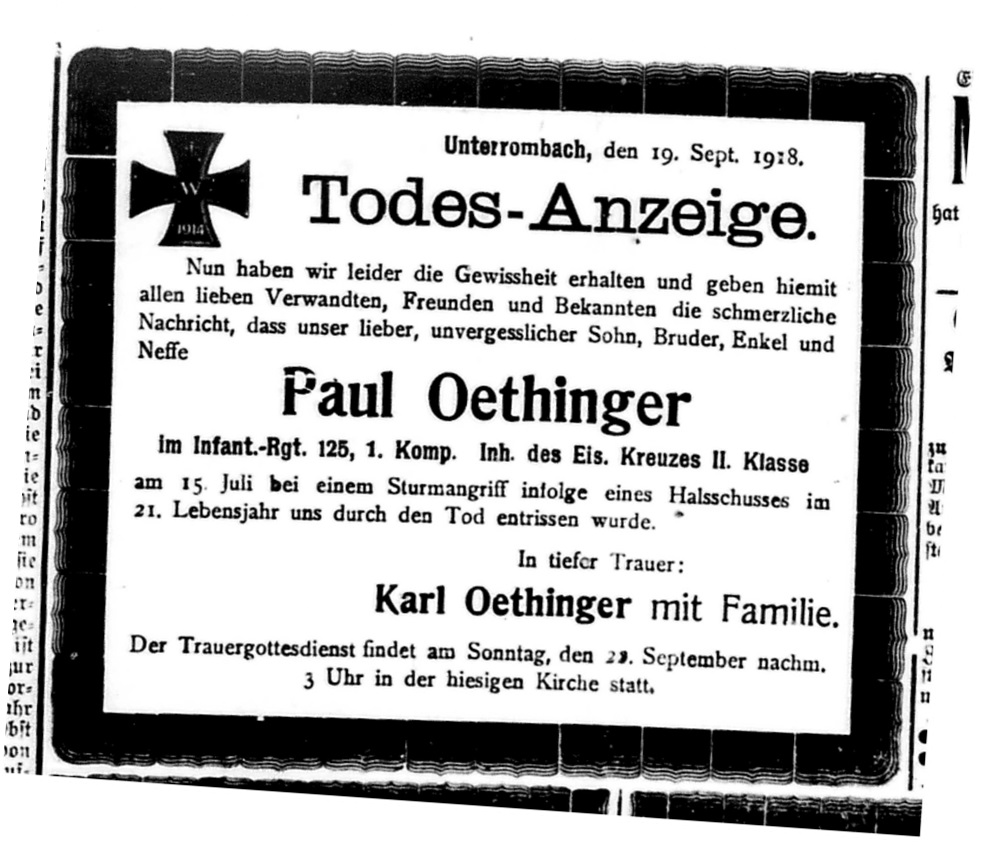 Unterrombach, den 19. Sept. 1918.
W
1914
Todes-Anzeige.
Nun haben wir leider die Gewissheit erhalten und geben hiemit
allen lieben Verwandten, Freunden und Bekannten die schmerzliche
Nachricht, dass unser lieber, unvergesslicher Sohn, Bruder, Enkel und
Neffe
Paul Oethinger
im Infant.-Rgt. 125, 1. Komp. Inh. des Eis. Kreuzes II. Klasse
am 15. Juli bei einem Sturmangriff infolge eines Halsschusses im
21. Lebensjahr uns durch den Tod entrissen wurde.
In tiefer Trauer:
Karl Oethinger mit Familie.
Der Trauergottesdienst findet am Sonntag, den September nachm.
3 Uhr in der hiesigen Kirche statt.
hat